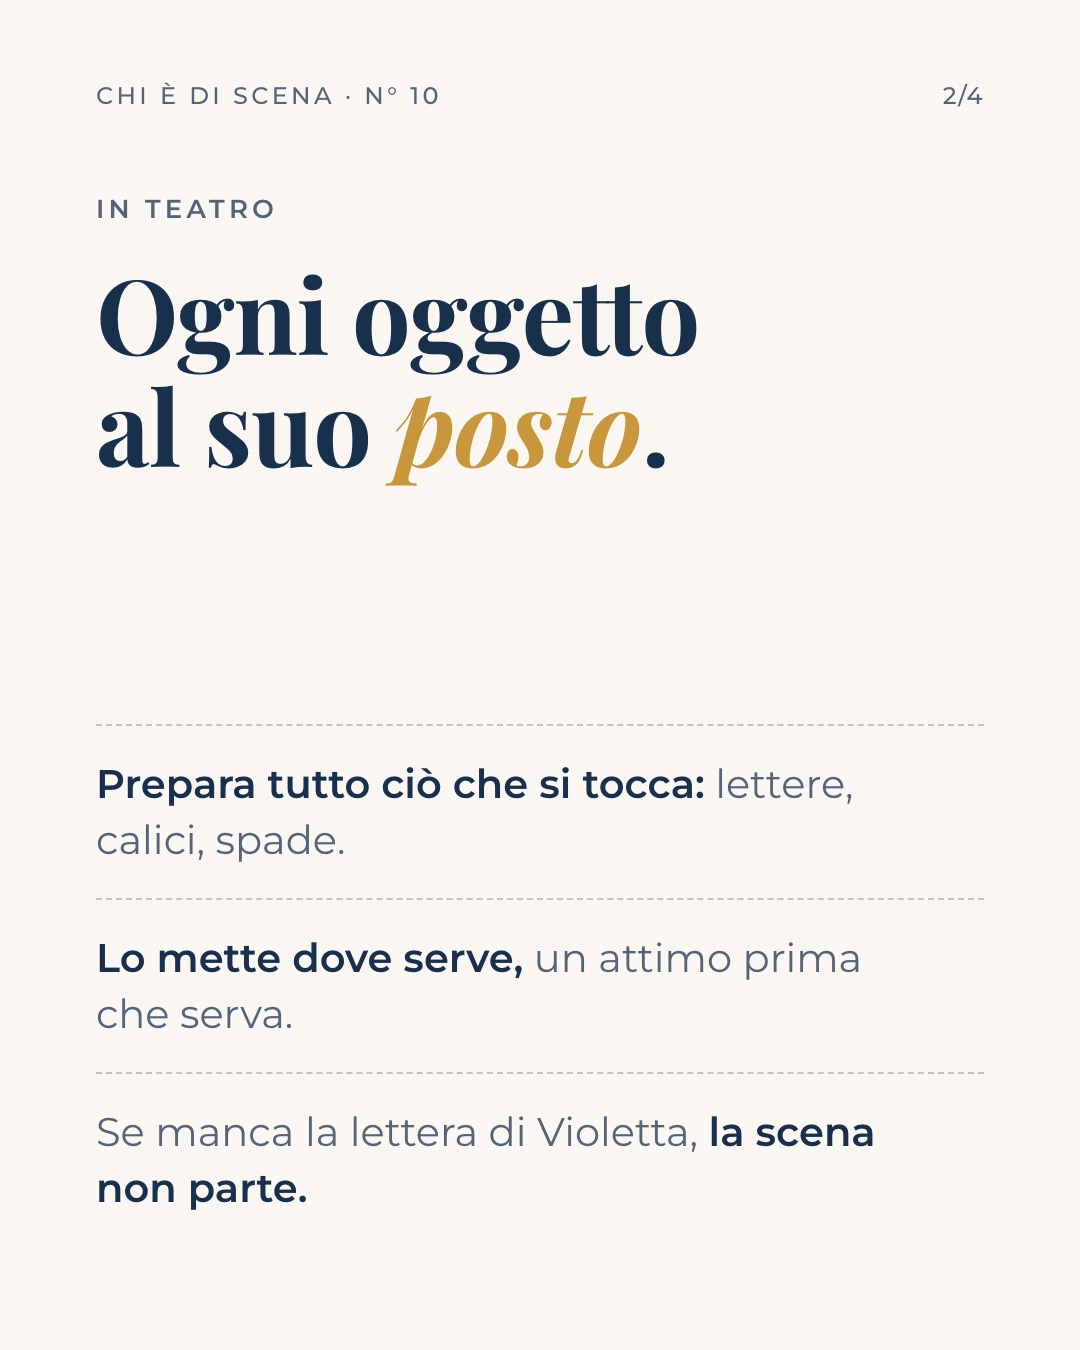 CHI È DI SCENA · N° 10
2/4
IN TEATRO
Ogni oggetto
al suo posto.
Prepara tutto ciò che si tocca: lettere,
calici, spade.
Lo mette dove serve, un attimo prima
che serva.
Se manca la lettera di Violetta, la scena
non parte.